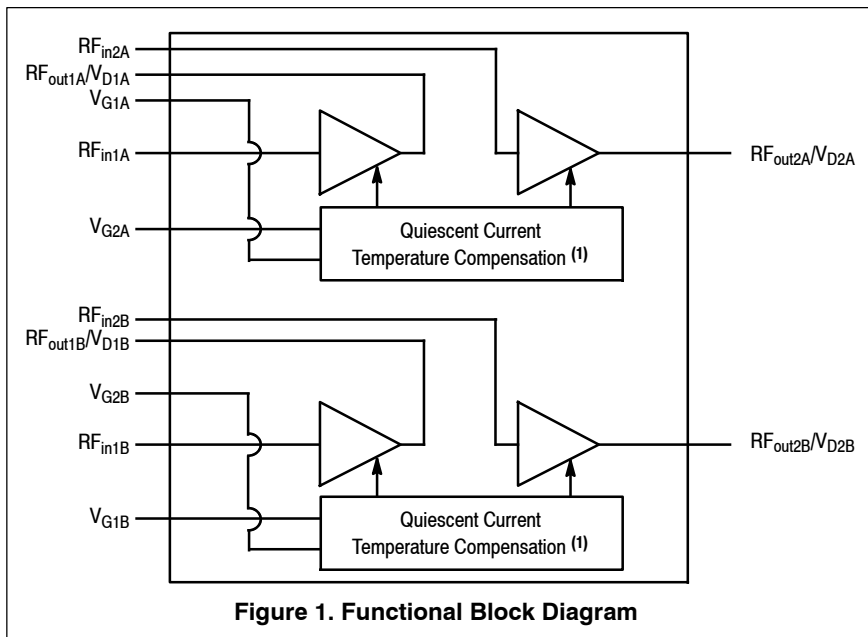 RFin2A
RFout1A/VD1A
VG1A
RFin1A
RFout2A/VD2A
VG2A
Quiescent Current
Temperature Compensation (1)
RFin2B
RFout1B/VD1B
VG2B
RFin1B
RFout2B/VD2B
VG1B
Quiescent Current
Temperature Compensation (1)
Figure 1. Functional Block Diagram